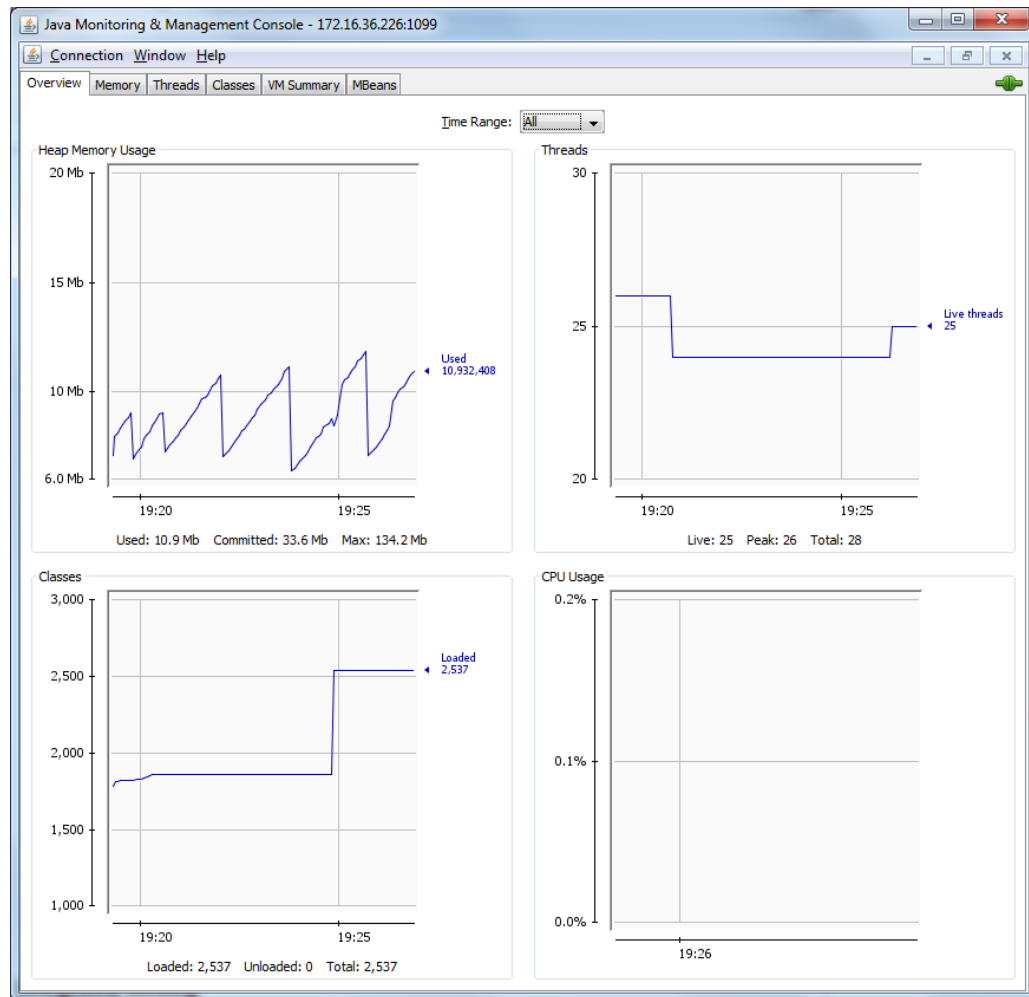 Java Monitoring & Management Console - 172.16.36.226:1099
Connection Window Help
Overview Memory Threads Classes VM Summary MBeans
Time Range: All
Heap Memory Usage
20 Mb
15 Mb
10 Mb
6.0 Mb
Used
10,932,408
19:20 19:25
Used: 10.9 Mb Committed: 33.6 Mb Max: 134.2 Mb
Threads
30
25
20
Live threads
25
19:20 19:25
Live: 25 Peak: 26 Total: 28
Classes
3,000
2,500
2,000
1,500
1,000
Loaded
2,537
19:20 19:25
Loaded: 2,537 Unloaded: 0 Total: 2,537
CPU Usage
0.2%
0.1%
0.0%
19:26